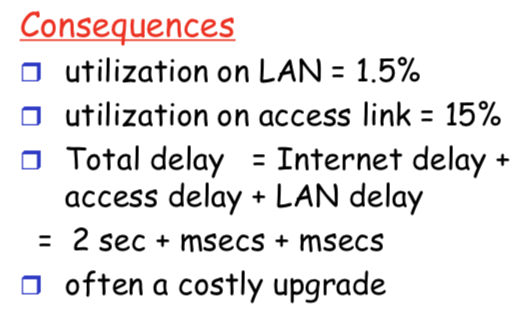 Consequences
utilization on LAN = 1.5%
utilization on access link = 15%
Total delay = Internet delay +
access delay + LAN delay
= 2 sec + msecs + msecs
often a costly upgrade